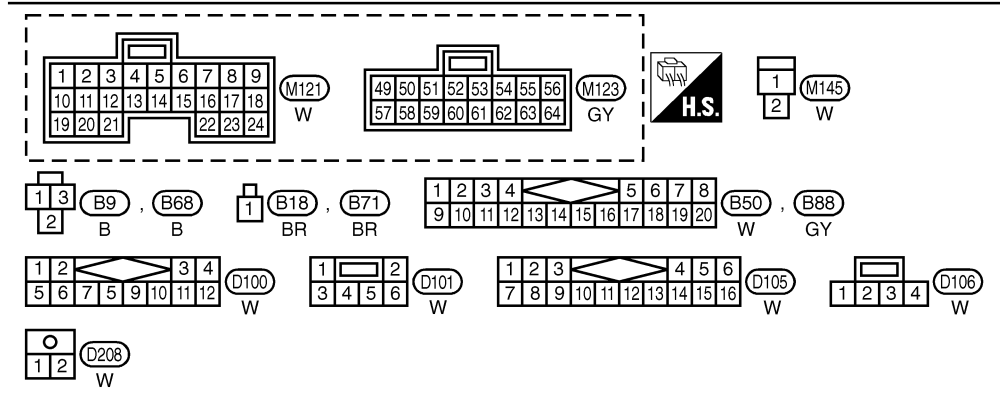 1 2 3 4 5 6 7 8 9
10 11 12 13 14 15 16 17 18
19 20 21 22 23 24
M121
W
49 50 51 52 53 54 55 56
57 58 59 60 61 62 63 64
M123
GY
H.S.
1
2
M145
W
1 3
2
B9 , B68
B B
1
B18 , B71
BR BR
1 2 3 4 5 6 7 8
9 10 11 12 13 14 15 16 17 18 19 20
B50 , B88
W GY
1 2 3 4
5 6 7 5 9 10 11 12
D100
W
1 2
3 4 5 6
D101
W
1 2 3 4 5 6
7 8 9 10 11 12 13 14 15 16
D105
W
1 2 3 4
D106
W
1 2
D208
W